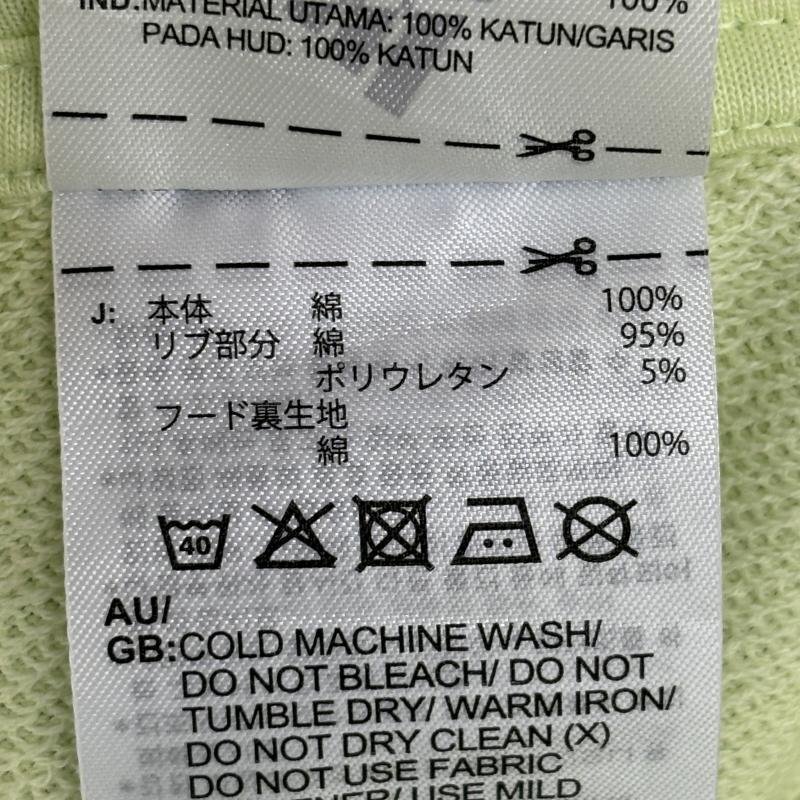 100%
IND:MATERIAL UTAMA: 100% KATUN/GARIS
PADA HUD: 100% KATUN
J: 本体 綿 100%
リブ部分 綿 95%
ポリウレタン 5%
フード裏生地
綿 100%
40
AU/
GB:COLD MACHINE WASH/
DO NOT BLEACH/ DO NOT
TUMBLE DRY/ WARM IRON/
DO NOT DRY CLEAN (X)
DO NOT USE FABRIC
USE MILD